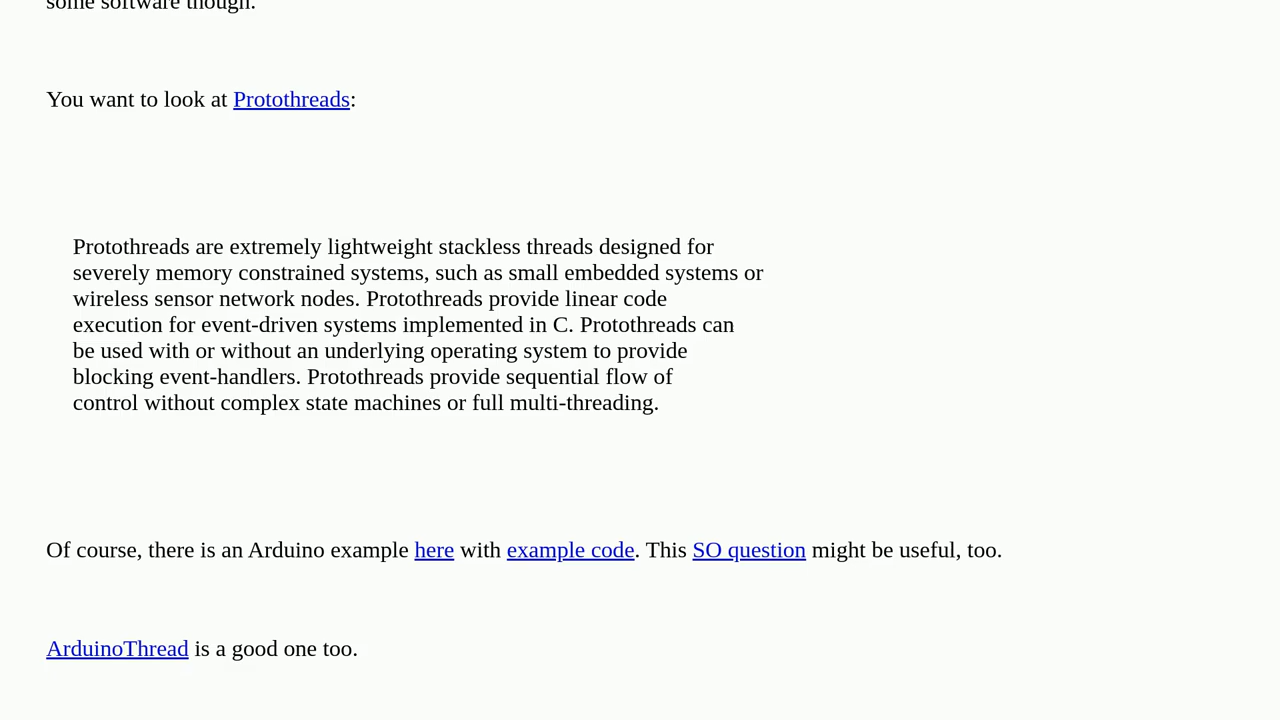 some software though.
You want to look at Protothreads:
Protothreads are extremely lightweight stackless threads designed for
severely memory constrained systems, such as small embedded systems or
wireless sensor network nodes. Protothreads provide linear code
execution for event-driven systems implemented in C. Protothreads can
be used with or without an underlying operating system to provide
blocking event-handlers. Protothreads provide sequential flow of
control without complex state machines or full multi-threading.
Of course, there is an Arduino example here with example code. This SO question might be useful, too.
ArduinoThread is a good one too.